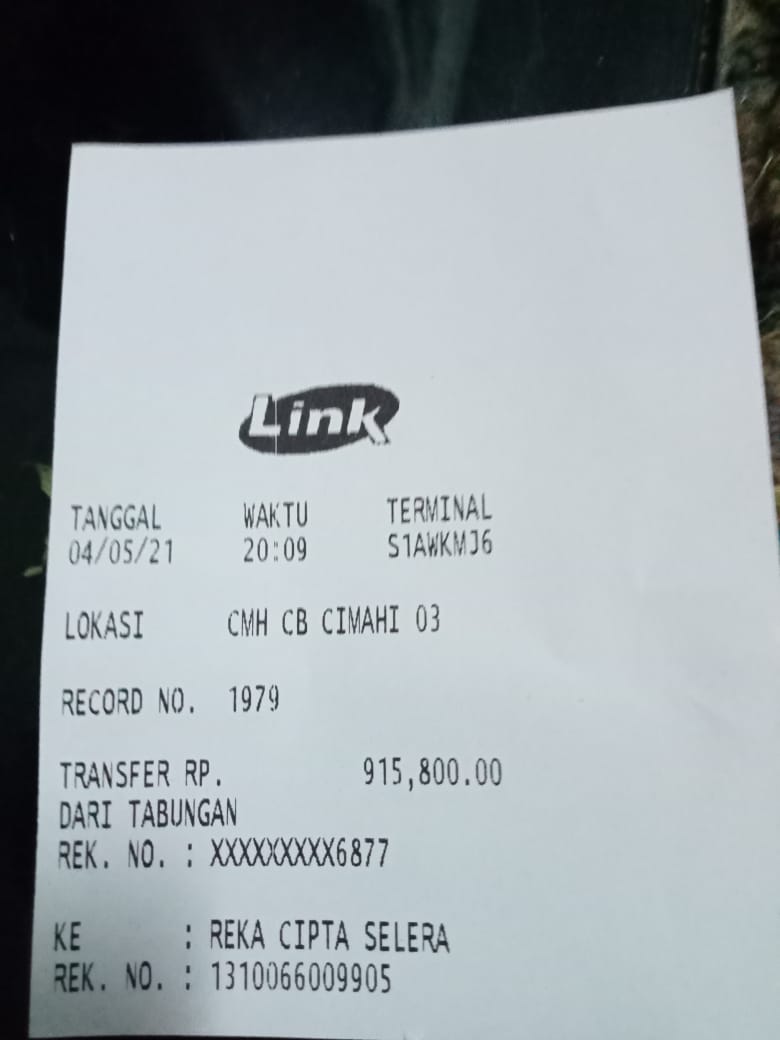 Link
TANGGAL WAKTU TERMINAL
04/05/21 20:09 S1AWKMJ6
LOKASI CMH CB CIMAHI 03
RECORD NO. 1979
TRANSFER RP. 915,800.00
DARI TABUNGAN
REK. NO. : XXXXXXXXX6877
KE : REKA CIPTA SELERA
REK. NO. : 1310066009905